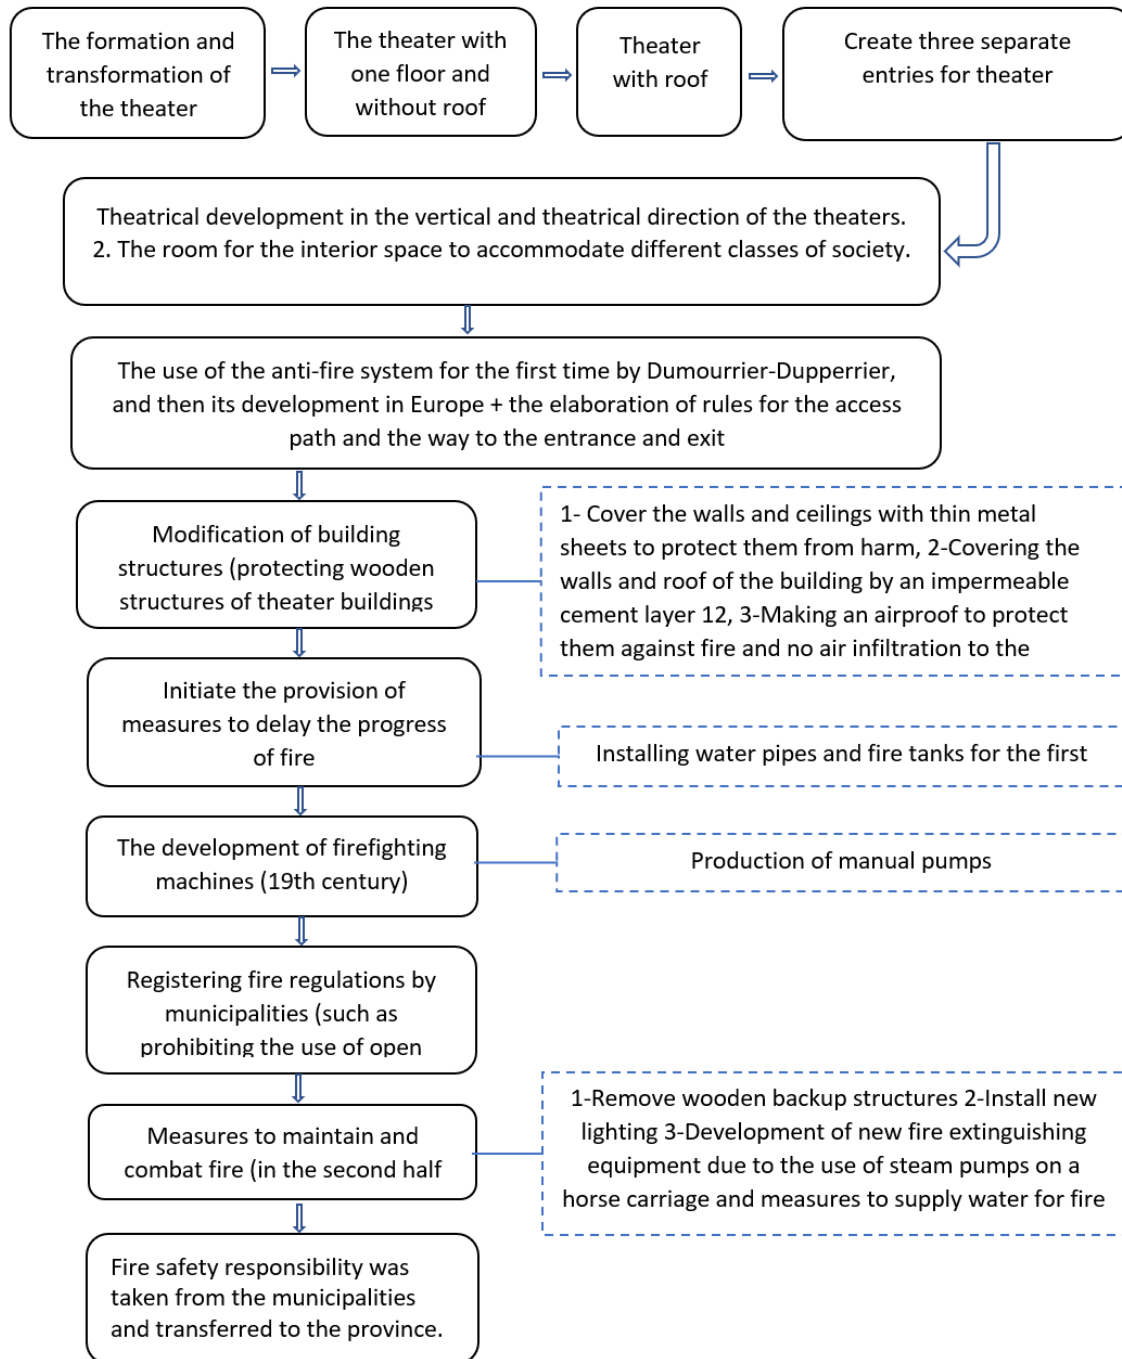 The formation and
transformation of
the theater
The theater with
one floor and
without roof
Theater
with roof
Create three separate
entries for theater
Theatrical development in the vertical and theatrical direction of the theaters.
2. The room for the interior space to accommodate different classes of society.
The use of the anti-fire system for the first time by Dumourrier-Dupperrier,
and then its development in Europe + the elaboration of rules for the access
path and the way to the entrance and exit
Modification of building
structures (protecting wooden
structures of theater buildings
1- Cover the walls and ceilings with thin metal
sheets to protect them from harm, 2-Covering the
walls and roof of the building by an impermeable
cement layer 12, 3-Making an airproof to protect
them against fire and no air infiltration to the
Initiate the provision of
measures to delay the progress
of fire
Installing water pipes and fire tanks for the first
The development of firefighting
machines (19th century)
Production of manual pumps
Registering fire regulations by
municipalities (such as
prohibiting the use of open
Measures to maintain and
combat fire (in the second half
1-Remove wooden backup structures 2-Install new
lighting 3-Development of new fire extinguishing
equipment due to the use of steam pumps on a
horse carriage and measures to supply water for fire
Fire safety responsibility was
taken from the municipalities
and transferred to the province.